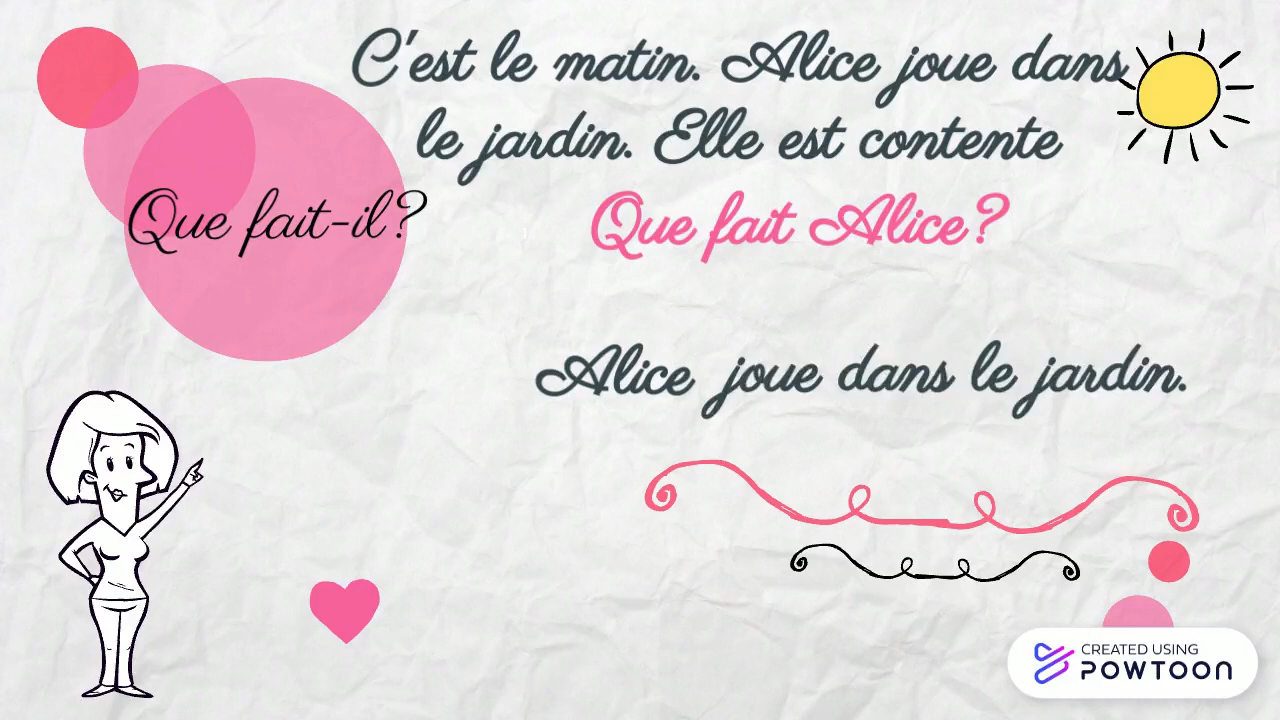 C'est le matin. Alice joue dans
le jardin. Elle est contente
Que fait-il?
Que fait Alice?
Alice joue dans le jardin.
CREATED USING
POWTOON